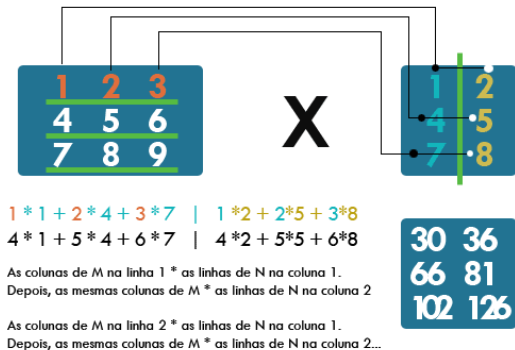 1 2 3
4 5 6
7 8 9
X
1 2
4 5
7 8
1 * 1 + 2 * 4 + 3 * 7 | 1 *2 + 2*5 + 3*8
4 * 1 + 5 * 4 + 6 * 7 | 4 *2 + 5*5 + 6*8
30 36
66 81
102 126
As colunas de M na linha 1 * as linhas de N na coluna 1.
Depois, as mesmas colunas de M * as linhas de N na coluna 2
As colunas de M na linha 2 * as linhas de N na coluna 1.
Depois, as mesmas colunas de M * as linhas de N na coluna 2...